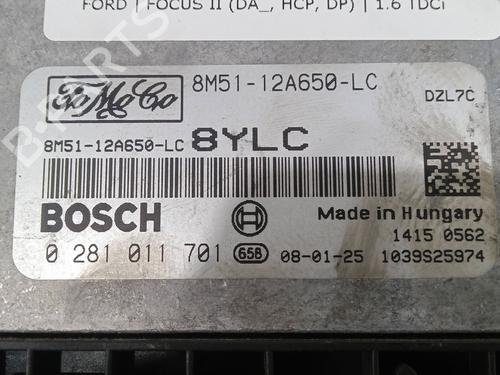 FORD | FOCUS II (DA_, HCP, DP) | 1.6 TDCi
FoMoCo
8M51-12A650-LC
DZL7C
8M51-12A650-LC 8YLC
BOSCH
Made in Hungary
1415 0562
0 281 011 701 658 08-01-25 1039S25974
B-PARTS